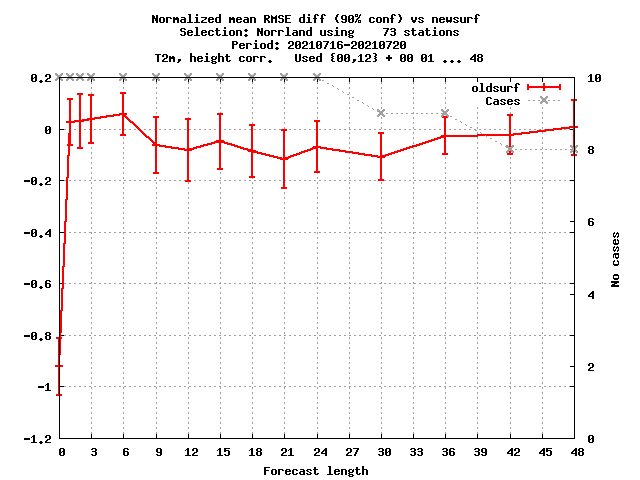 Normalized mean RMSE diff (90% conf) vs newsurf
Selection: Norrland using    73 stations
Period: 20210716-20210720
T2m, height corr.   Used {00,12} + 00 01 ... 48
oldsurf
Cases
0.2
0
-0.2
-0.4
-0.6
-0.8
-1
-1.2
10
8
6
4
2
0
No cases
0 3 6 9 12 15 18 21 24 27 30 33 36 39 42 45 48
Forecast length